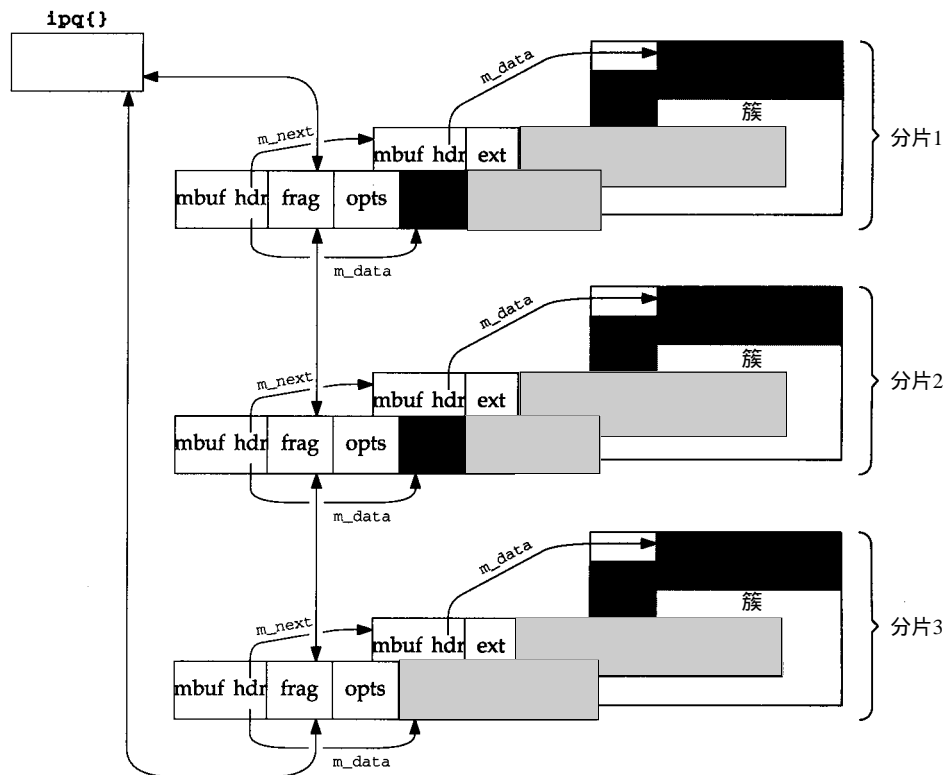 ipq{}
m_data
簇
分片1
m_next
mbuf hdr
ext
mbuf hdr
frag
opts
m_data
m_data
簇
分片2
m_next
mbuf hdr
ext
mbuf hdr
frag
opts
m_data
m_data
簇
分片3
m_next
mbuf hdr
ext
mbuf hdr
frag
opts
m_data